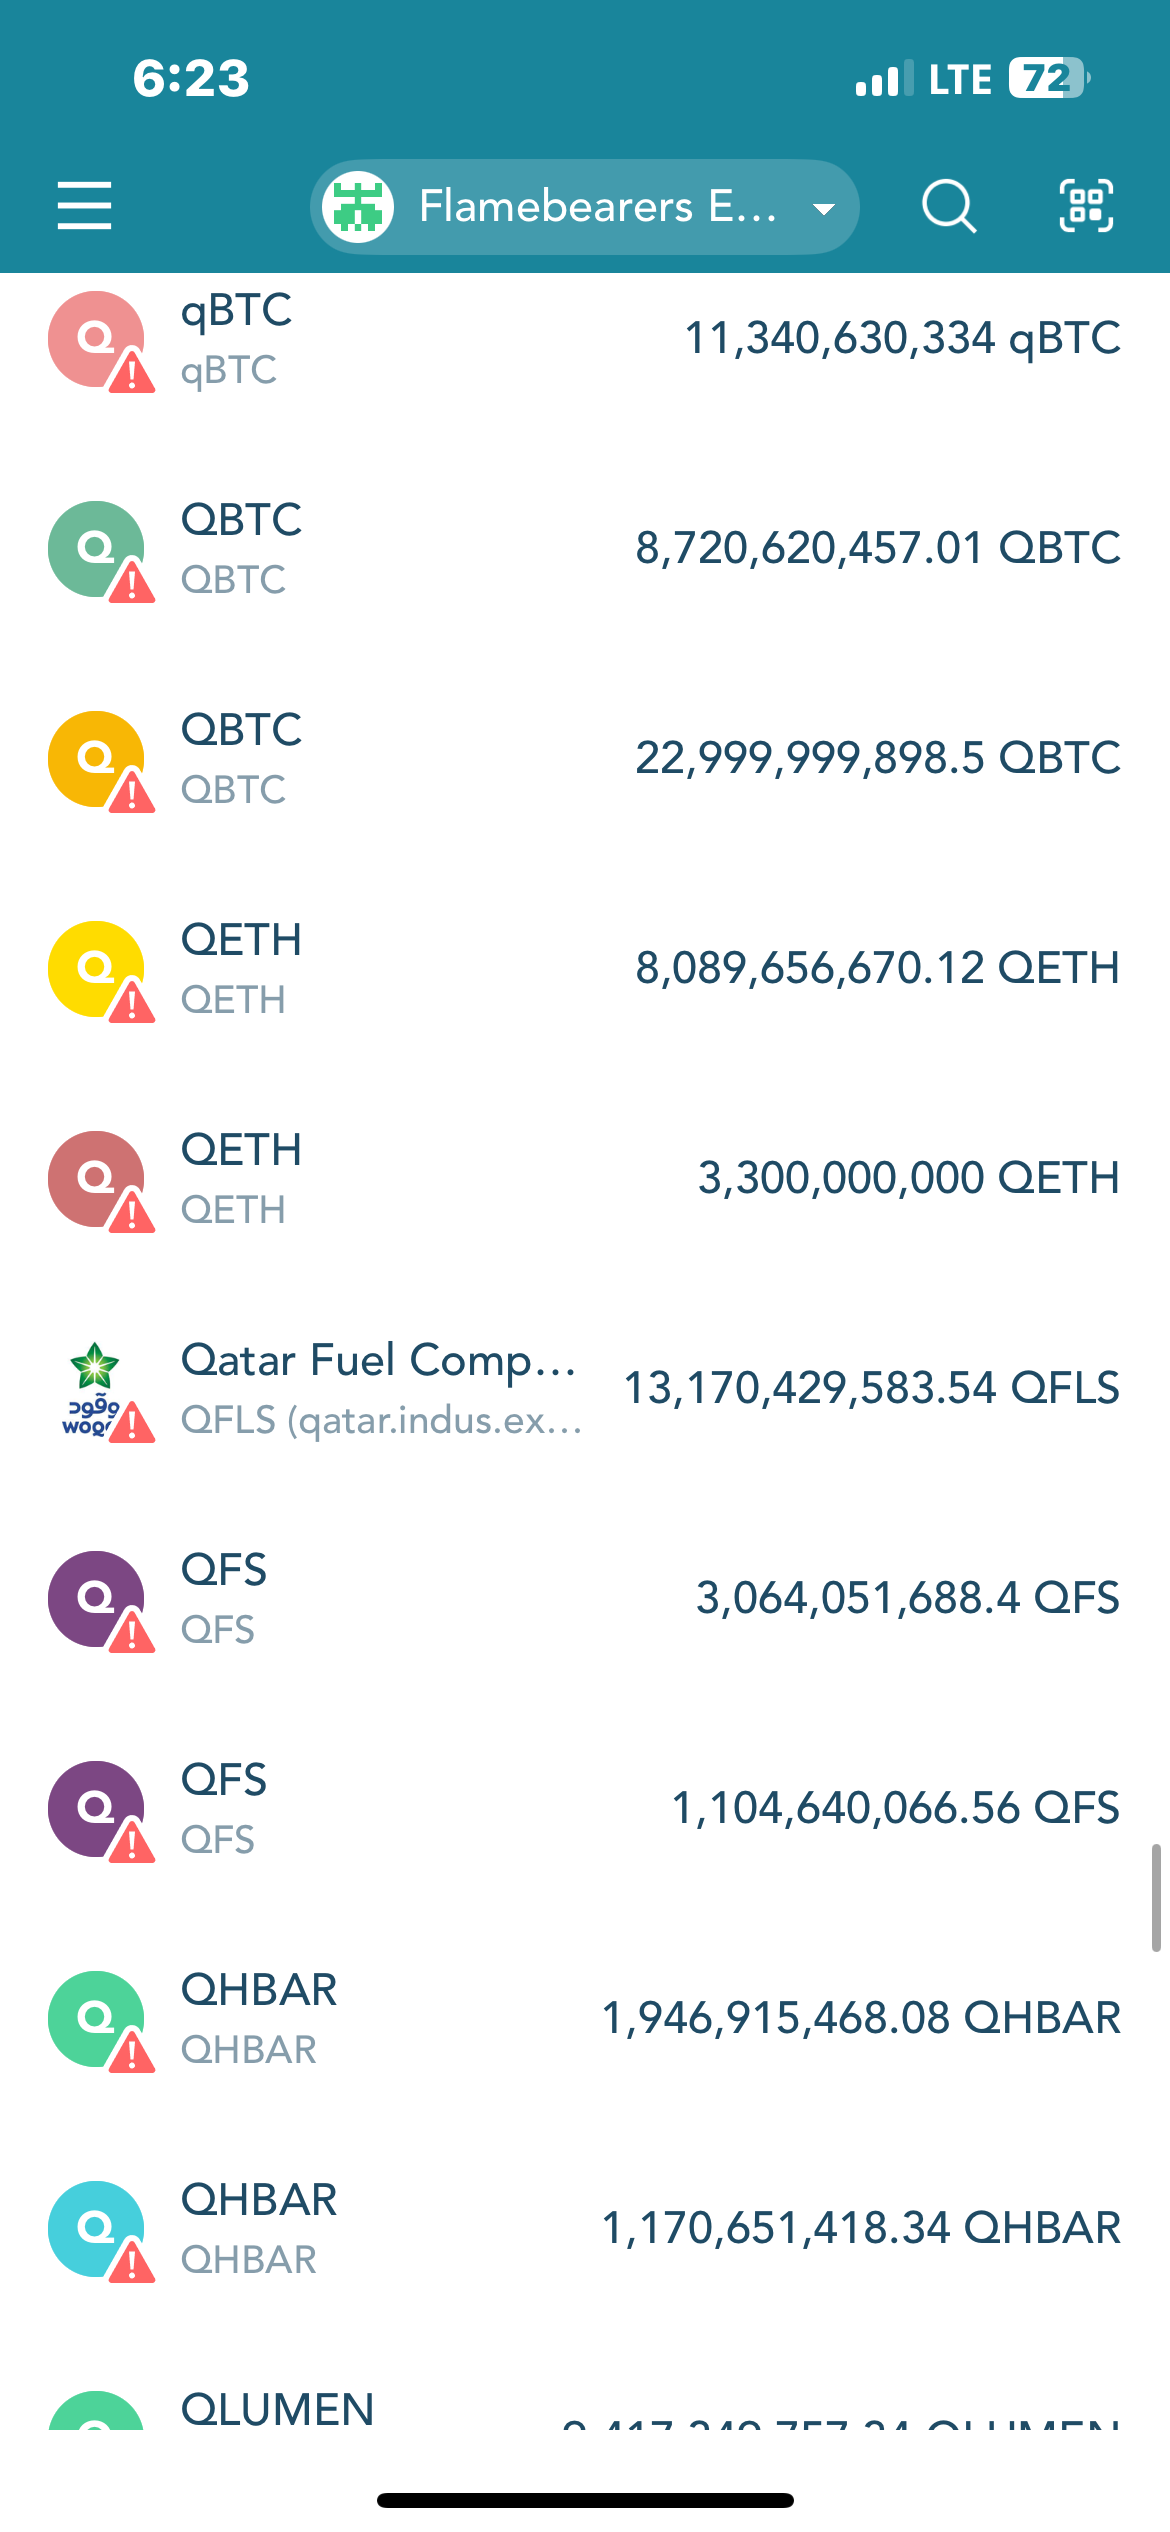 6:23
LTE 72
Flamebearers E...
qBTC
qBTC
11,340,630,334 qBTC
QBTC
QBTC
8,720,620,457.01 QBTC
QBTC
QBTC
22,999,999,898.5 QBTC
QETH
QETH
8,089,656,670.12 QETH
QETH
QETH
3,300,000,000 QETH
وقود
Qatar Fuel Comp...
QFLS (qatar.indus.ex...
13,170,429,583.54 QFLS
QFS
QFS
3,064,051,688.4 QFS
QFS
QFS
1,104,640,066.56 QFS
QHBAR
QHBAR
1,946,915,468.08 QHBAR
QHBAR
QHBAR
1,170,651,418.34 QHBAR
QLUMEN
QLUMEN